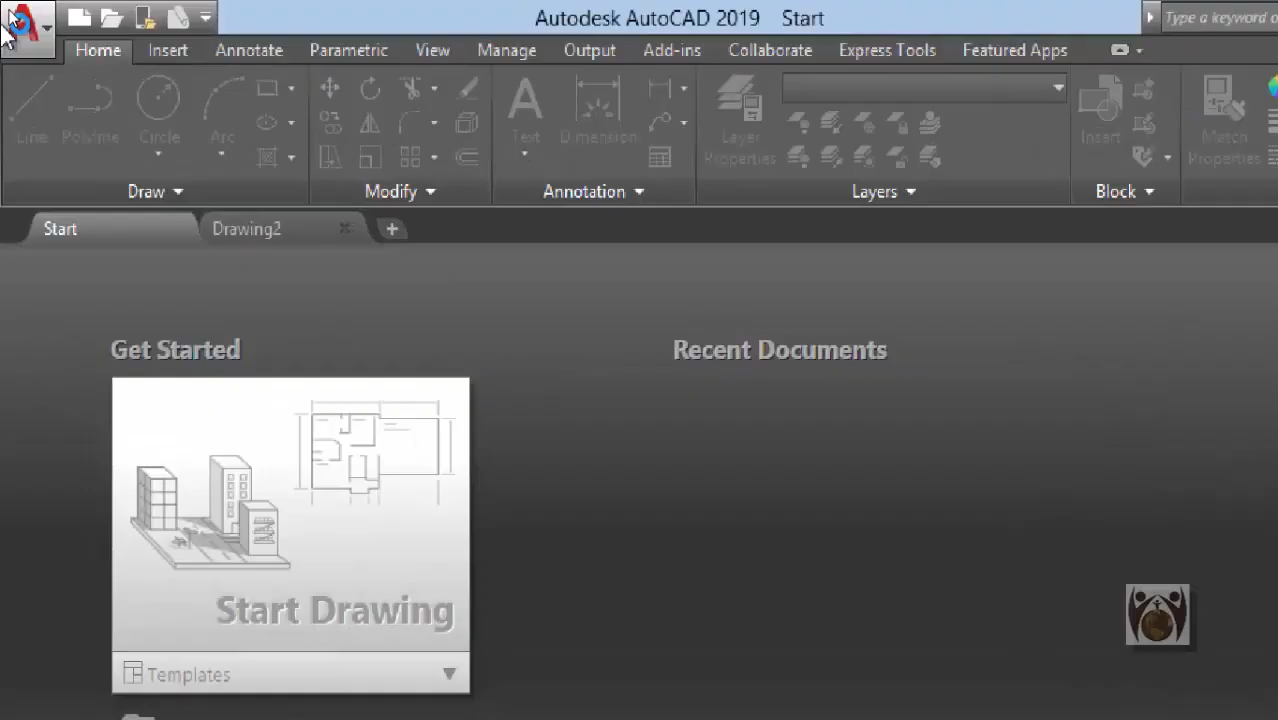 Autodesk AutoCAD 2019 Start
Type a keyword o
Home Insert Annotate Parametric View Manage Output Add-ins Collaborate Express Tools Featured Apps
Line Polyline Circle Arc Text Dimension Layer Properties Insert Match Properties
Draw Modify Annotation Layers Block
Start Drawing2
Get Started Recent Documents
Start Drawing
Templates